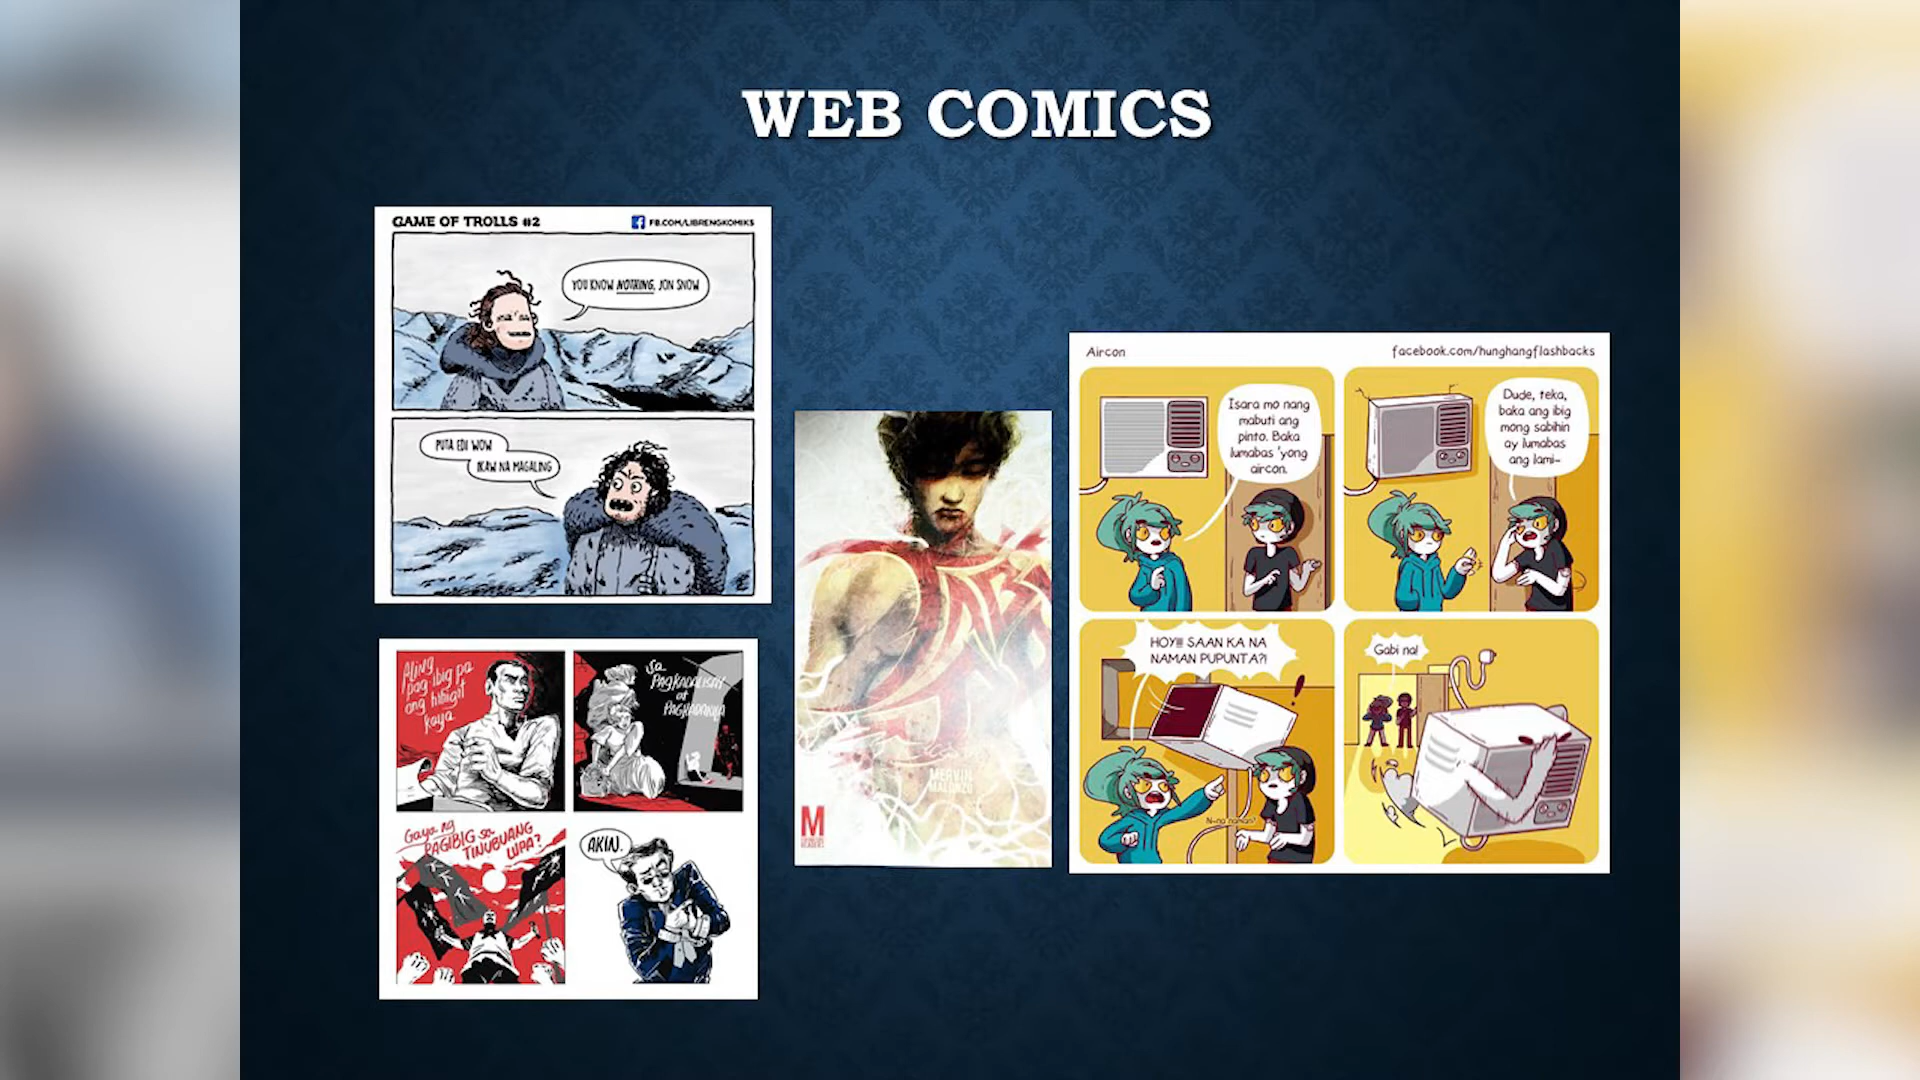 WEB COMICS
GAME OF TROLLS #2
FB.COM/LIBRENGKOMIKS
YOU KNOW NOTHING, JON SNOW
PUTA EDI WOW
IKAW NA MAGALING
Aling
pag ibig pa
ang hihigit
kaya
sa
PAGKADALISAY
at
PAGKADAKILA
Gaya ng
PAGIBIG sa
TINUBUANG
LUPA?
AKIN.
MERVIN
MALONZO
M
Aircon
facebook.com/hunghangflashbacks
Isara mo nang
mabuti ang
pinto. Baka
lumabas 'yong
aircon.
Dude, teka,
baka ang ibig
mong sabihin
ay lumabas
ang lami-
HOY!!! SAAN KA NA
NAMAN PUPUNTA?!
!
N-na naman?
Gabi na!